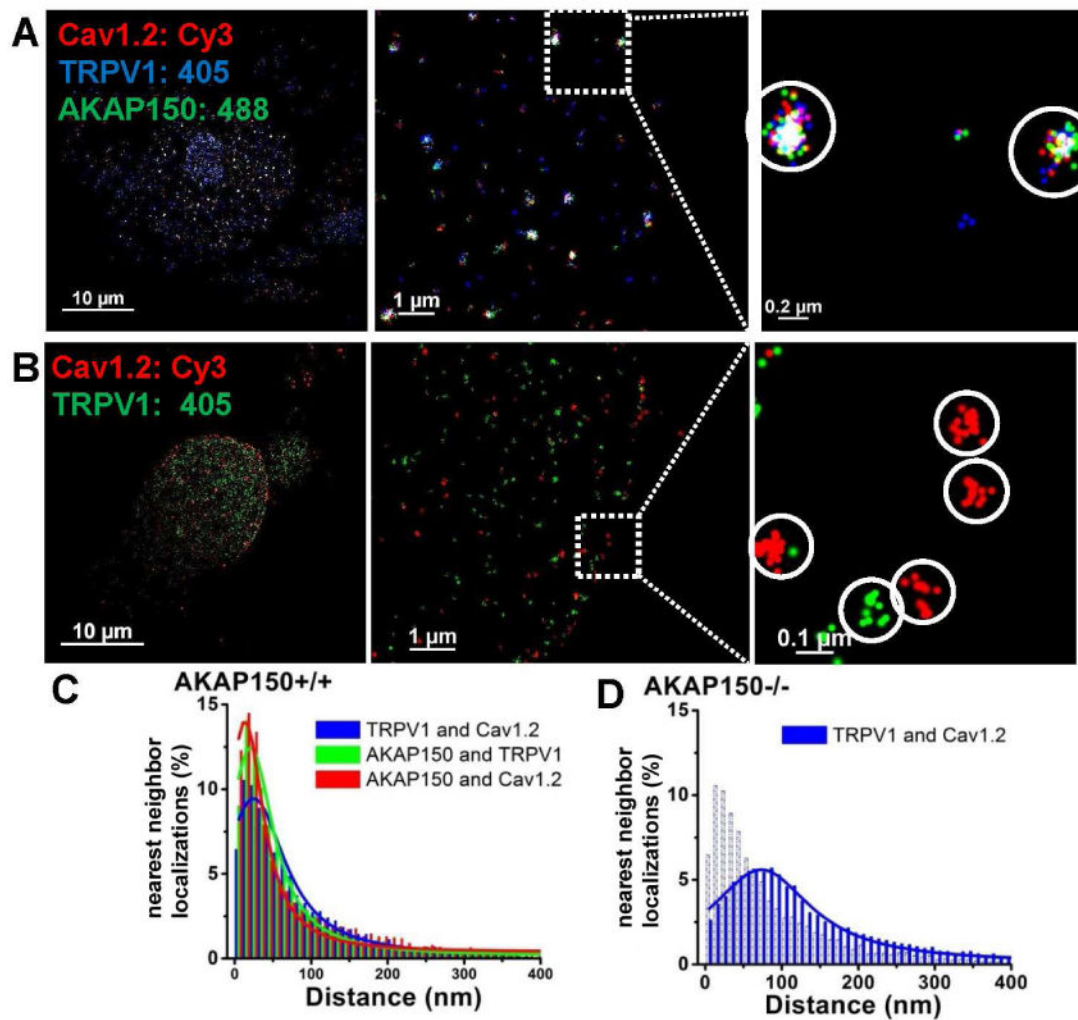 A
Cav1.2: Cy3
TRPV1: 405
AKAP150: 488
10 µm
1 µm
0.2 µm
B
Cav1.2: Cy3
TRPV1: 405
10 µm
1 µm
0.1 µm
C
AKAP150+/+
15
10
5
0
nearest neighbor
localizations (%)
TRPV1 and Cav1.2
AKAP150 and TRPV1
AKAP150 and Cav1.2
0 100 200 300 400
Distance (nm)
D
AKAP150-/-
15
10
5
0
nearest neighbor
localizations (%)
TRPV1 and Cav1.2
0 100 200 300 400
Distance (nm)